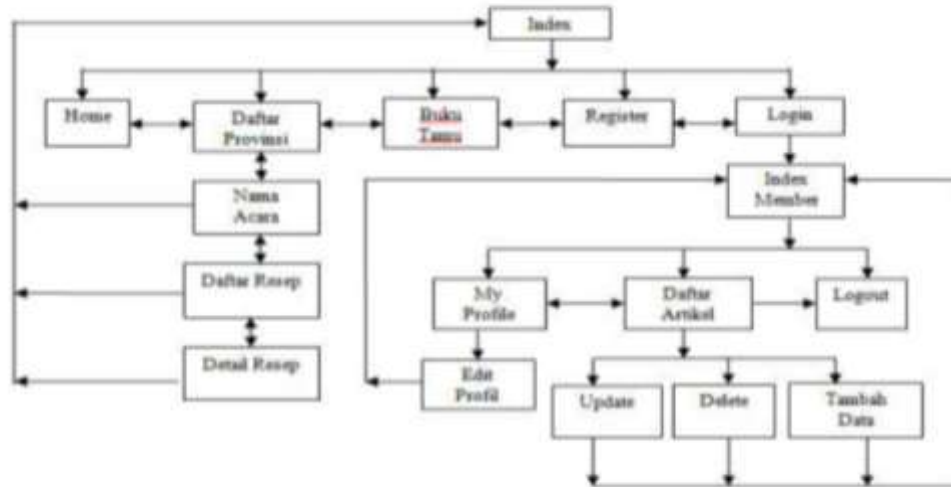 Index
Home
Daftar
Provinsi
Buku
Tamu
Register
Login
Nama
Acara
Index
Member
Daftar Resep
My
Profile
Daftar
Artikel
Logout
Detail Resep
Edit
Profil
Update
Delete
Tambah
Data